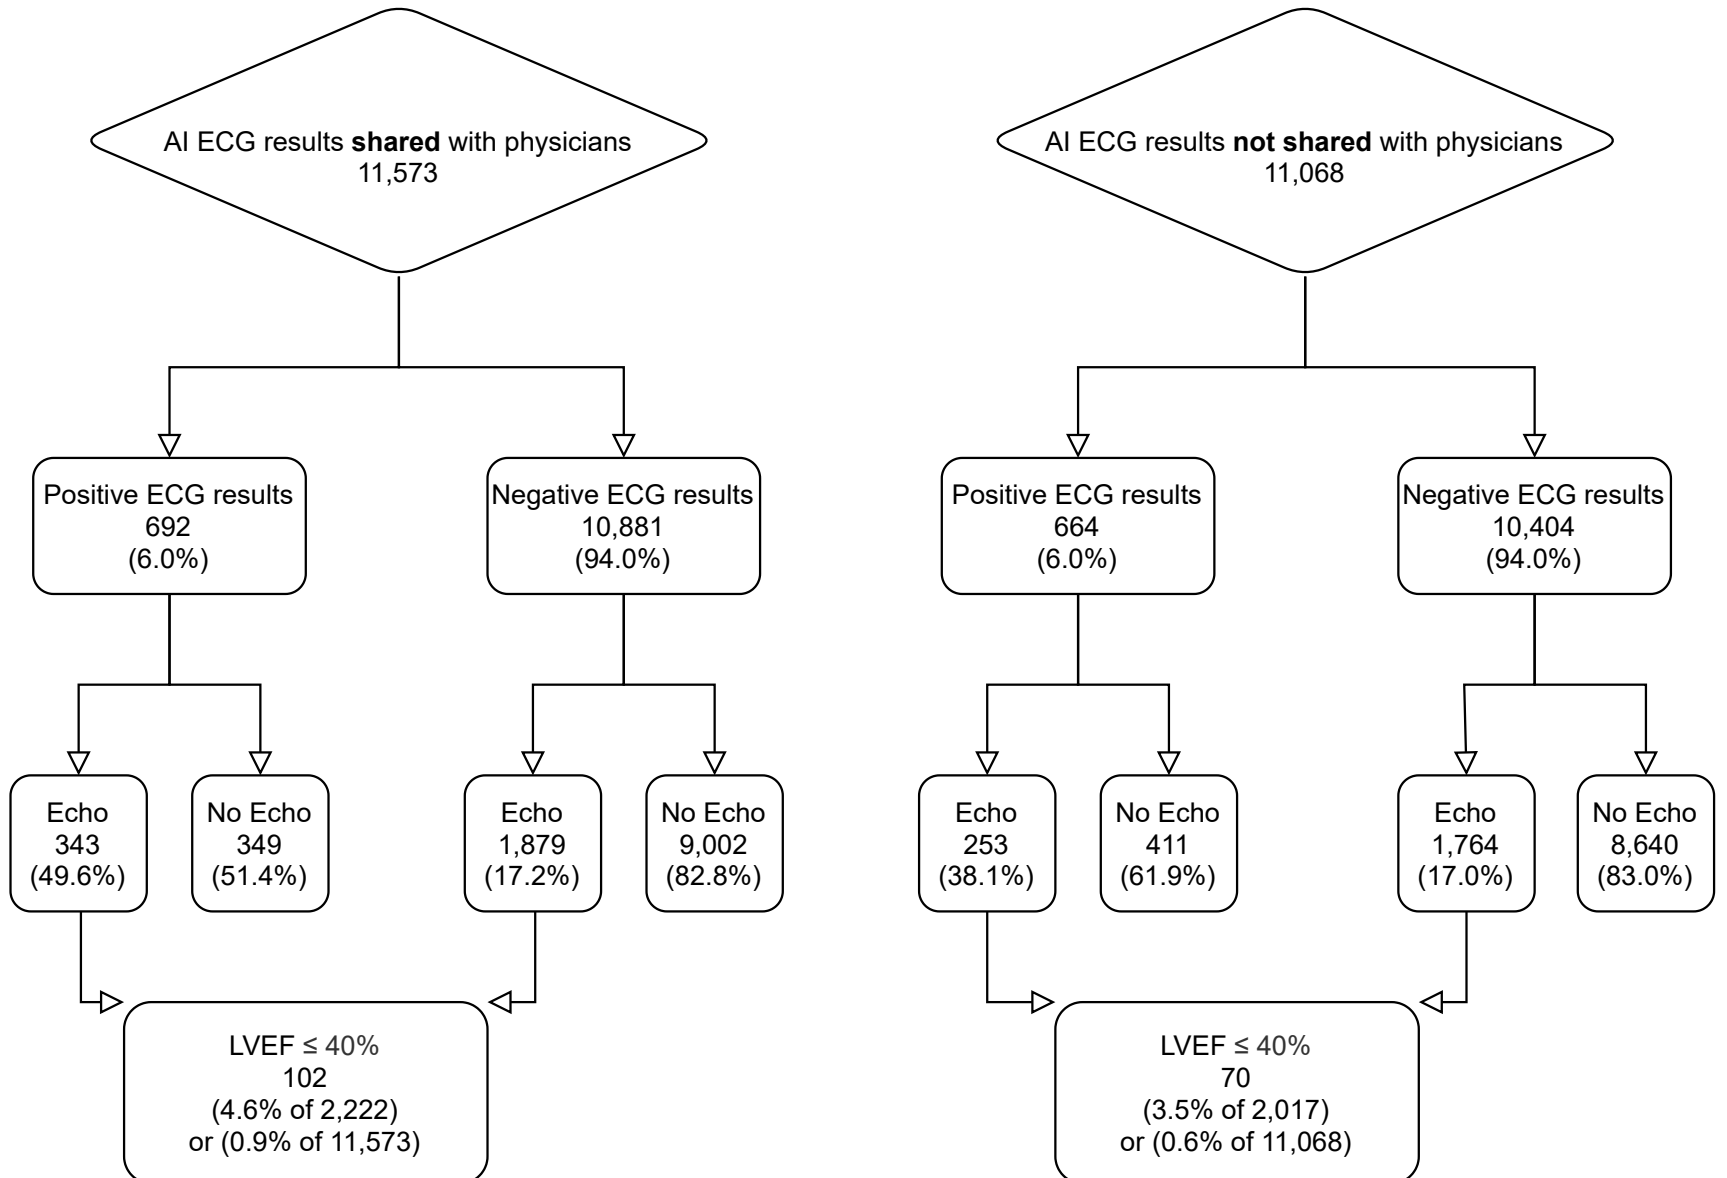 AI ECG results shared with physicians
11,573
AI ECG results not shared with physicians
11,068
Positive ECG results
692
(6.0%)
Negative ECG results
10,881
(94.0%)
Positive ECG results
664
(6.0%)
Negative ECG results
10,404
(94.0%)
Echo
343
(49.6%)
No Echo
349
(51.4%)
Echo
1,879
(17.2%)
No Echo
9,002
(82.8%)
Echo
253
(38.1%)
No Echo
411
(61.9%)
Echo
1,764
(17.0%)
No Echo
8,640
(83.0%)
LVEF ≤ 40%
102
(4.6% of 2,222)
or (0.9% of 11,573)
LVEF ≤ 40%
70
(3.5% of 2,017)
or (0.6% of 11,068)